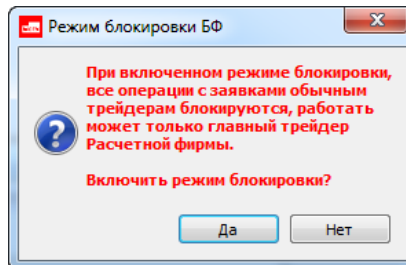 Режим блокировки БФ
При включенном режиме блокировки,
все операции с заявками обычным
трейдерам блокируются, работать
может только главный трейдер
Расчетной фирмы.
Включить режим блокировки?
Да
Нет